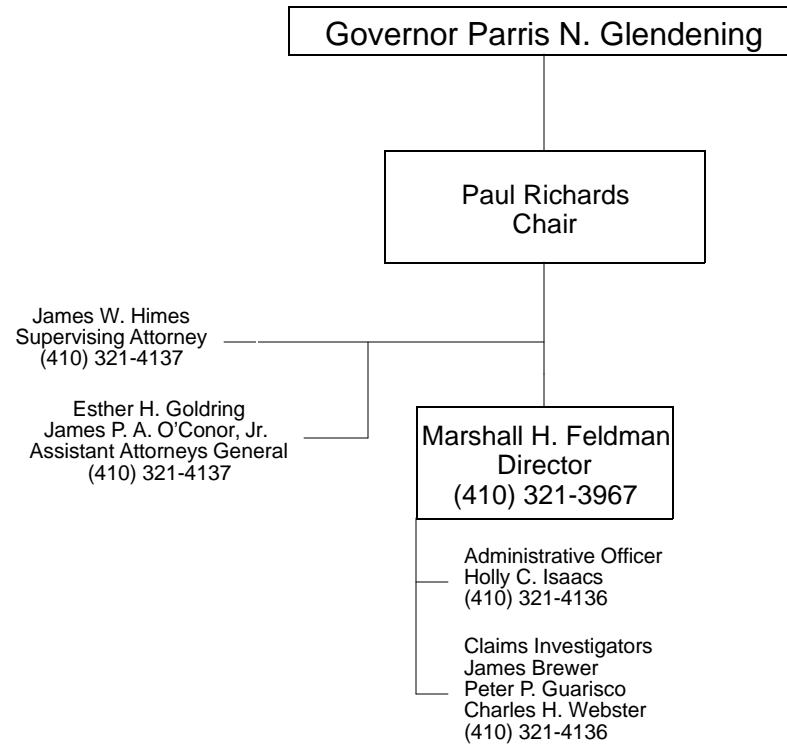 Governor Parris N. Glendening
Paul Richards
Chair
James W. Himes
Supervising Attorney
(410) 321-4137
Esther H. Goldring
James P. A. O'Conor, Jr.
Assistant Attorneys General
(410) 321-4137
Marshall H. Feldman
Director
(410) 321-3967
Administrative Officer
Holly C. Isaacs
(410) 321-4136
Claims Investigators
James Brewer
Peter P. Guarisco
Charles H. Webster
(410) 321-4136